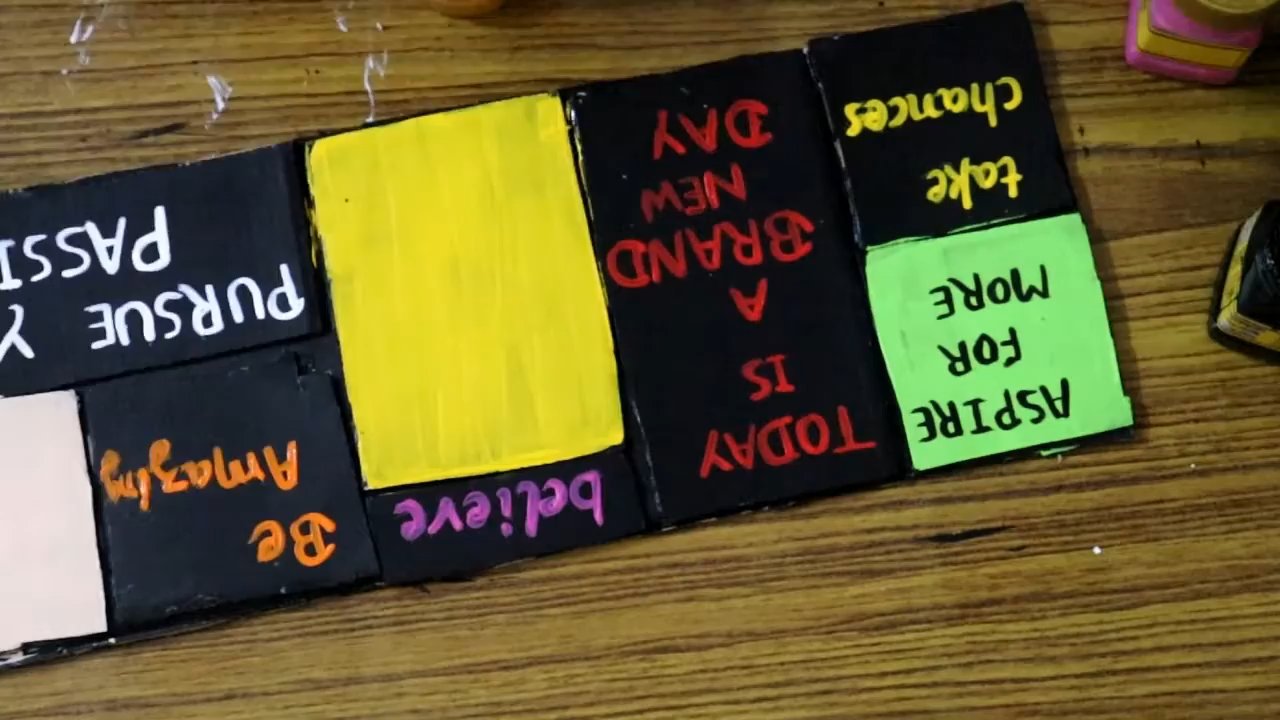 ASPIRE
FOR
MORE
take
chances
TODAY
IS
A
BRAND
NEW
DAY
believe
Be
Amazing
PURSUE Y
PASSI